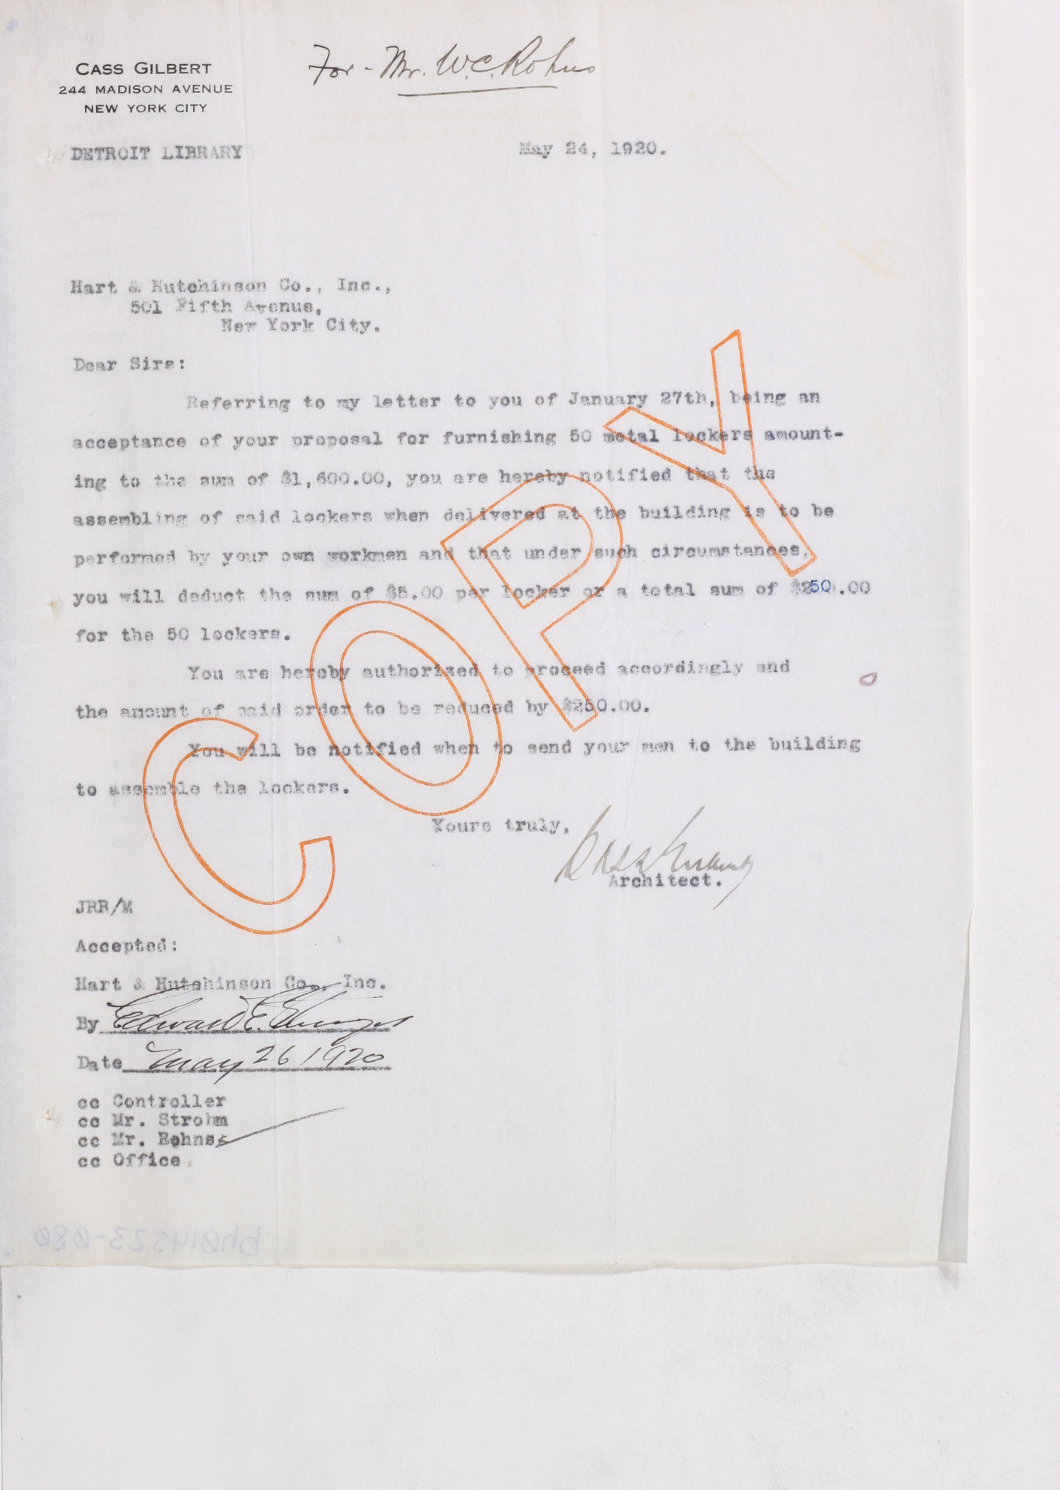 For - Mr. W.C. Rohns
CASS GILBERT
244 MADISON AVENUE
NEW YORK CITY
DETROIT LIBRARY
May 24, 1920.
Hart & Hutchinson Co., Inc.,
501 Fifth Avenue,
New York City.
Dear Sirs:
Referring to my letter to you of January 27th, being an
acceptance of your proposal for furnishing 50 metal lockers amount-
ing to the sum of $1,600.00, you are hereby notified that the
assembling of said lockers when delivered at the building is to be
performed by your own workmen and that under such circumstances,
you will deduct the sum of $5.00 per locker or a total sum of $250.00
for the 50 lockers.
You are hereby authorized to proceed accordingly and
the amount of said order to be reduced by $250.00.
You will be notified when to send your men to the building
to assemble the lockers.
Yours truly,
Cass Gilbert
Architect.
COPY
JRR/M
Accepted:
Hart & Hutchinson Co., Inc.
By Edward E.
Date May 26 1920
cc Controller
cc Mr. Strohm
cc Mr. Rohns
cc Office
bh014523-080